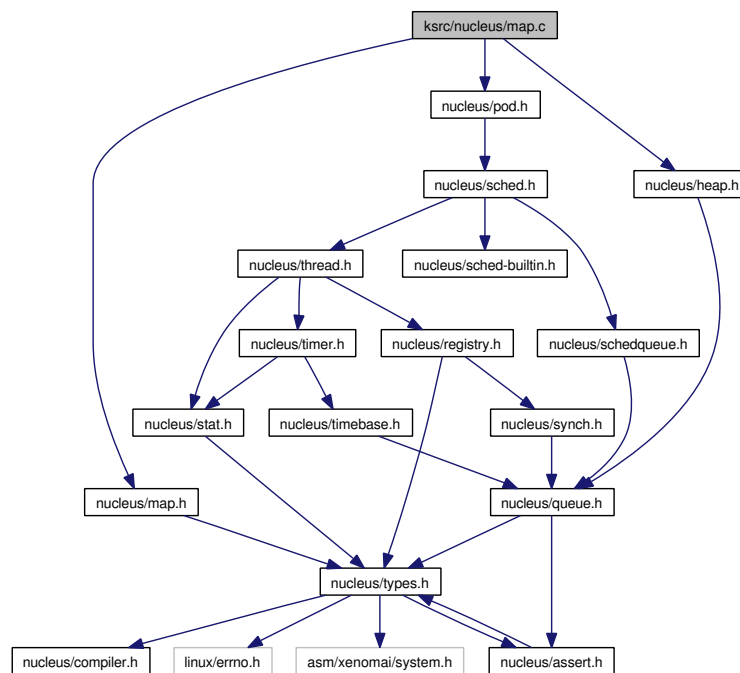 ksrc/nucleus/map.c
nucleus/pod.h
nucleus/sched.h
nucleus/heap.h
nucleus/thread.h
nucleus/sched-builtin.h
nucleus/timer.h
nucleus/registry.h
nucleus/schedqueue.h
nucleus/stat.h
nucleus/timebase.h
nucleus/synch.h
nucleus/map.h
nucleus/queue.h
nucleus/types.h
nucleus/compiler.h
linux/errno.h
asm/xenomai/system.h
nucleus/assert.h